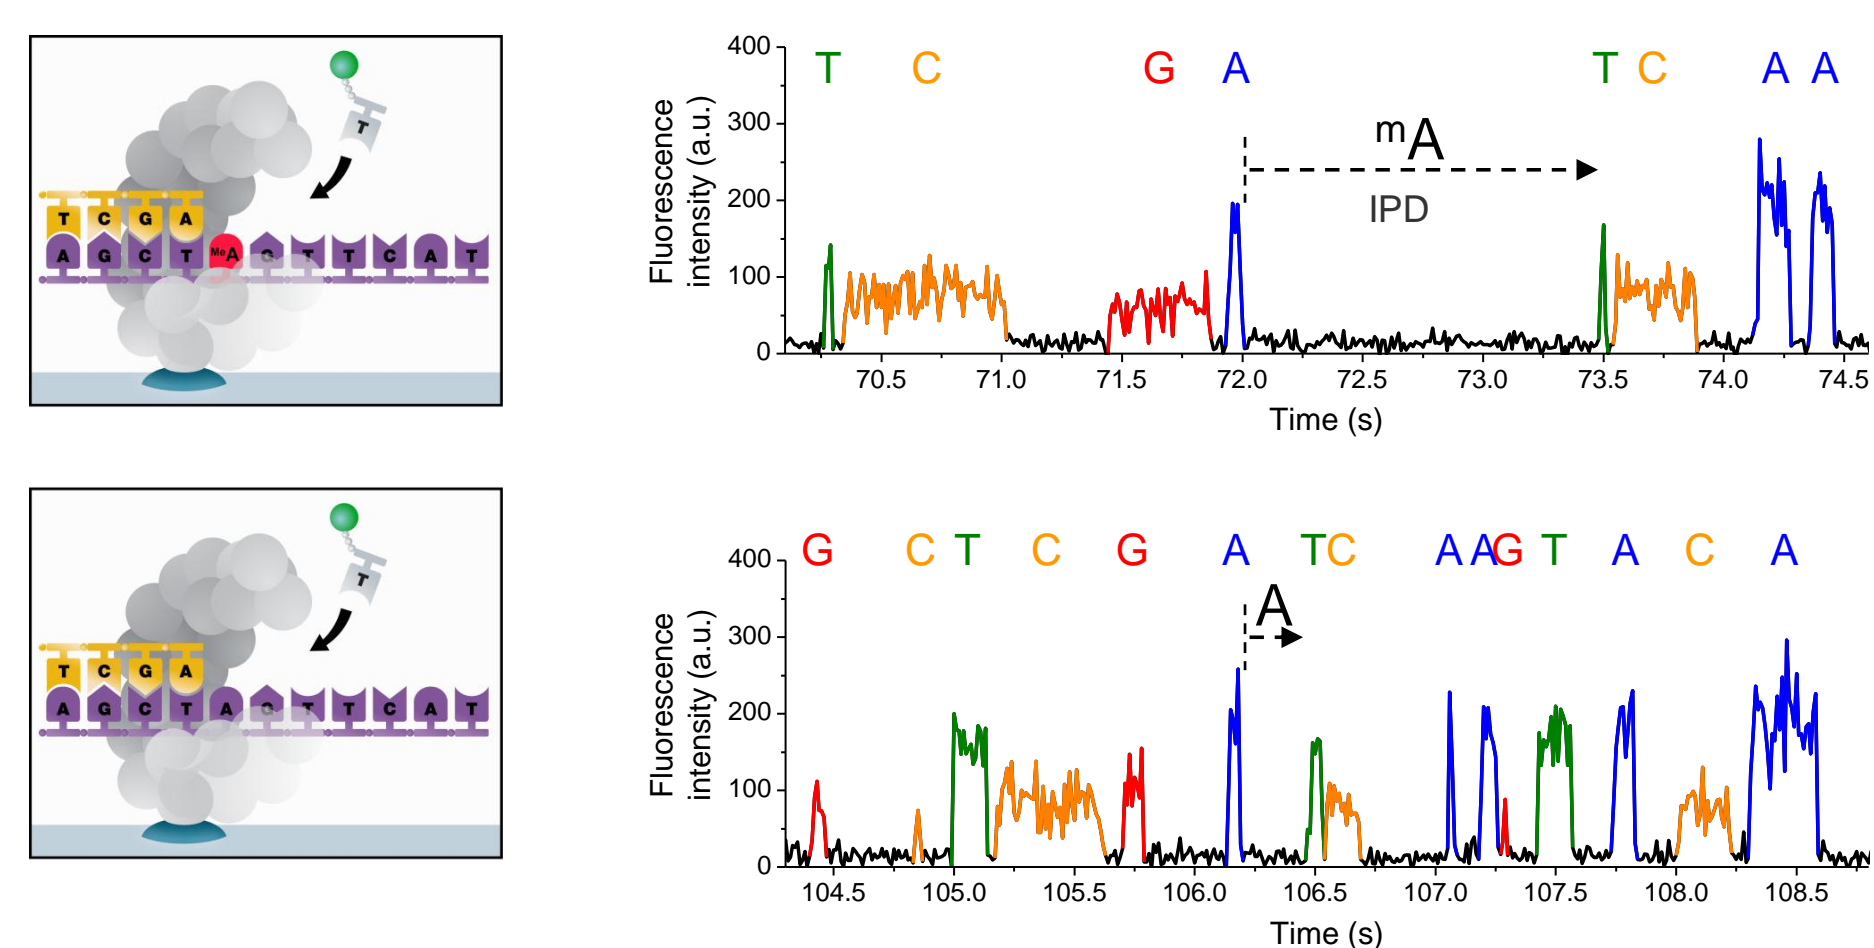 T
T C G A
A G C T MeA G T T C A T
400
300
200
100
0
Fluorescence
intensity (a.u.)
T C G A T C A A
mA
IPD
70.5 71.0 71.5 72.0 72.5 73.0 73.5 74.0 74.5
Time (s)
T
T C G A
A G C T A G T T C A T
400
300
200
100
0
Fluorescence
intensity (a.u.)
G C T C G A T C A A G T A C A
A
104.5 105.0 105.5 106.0 106.5 107.0 107.5 108.0 108.5
Time (s)